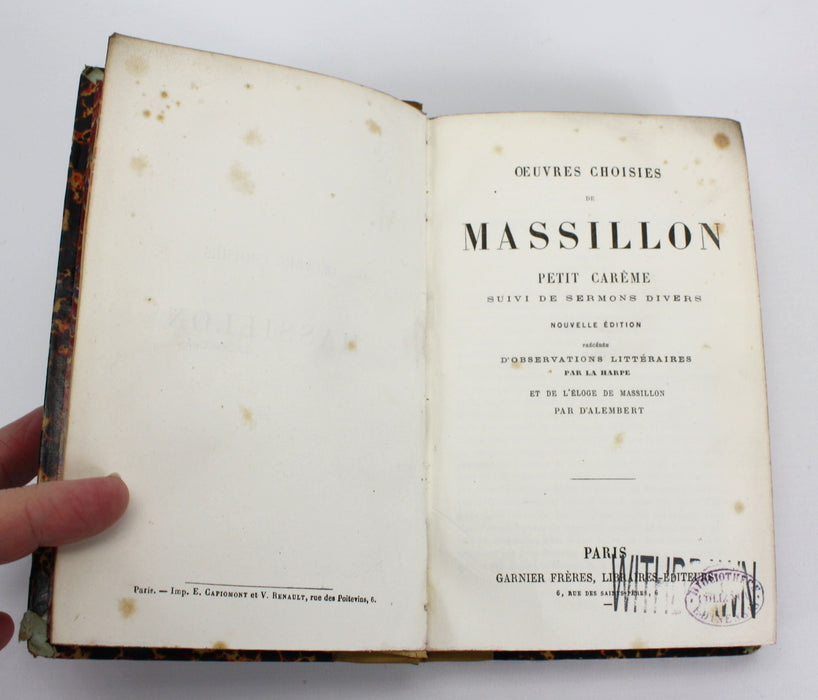 Paris. — Imp. E. Capiomont et V. Renault, rue des Poitevins, 6.
OEUVRES CHOISIES
DE
MASSILLON
PETIT CARÊME
SUIVI DE SERMONS DIVERS
NOUVELLE ÉDITION
PRÉCÉDÉE
D'OBSERVATIONS LITTÉRAIRES
PAR LA HARPE
ET DE L'ÉLOGE DE MASSILLON
PAR D'ALEMBERT
PARIS
GARNIER FRÈRES, LIBRAIRES-ÉDITEURS
6, RUE DES SAINTS-PÈRES, 6
WITHDRAWN